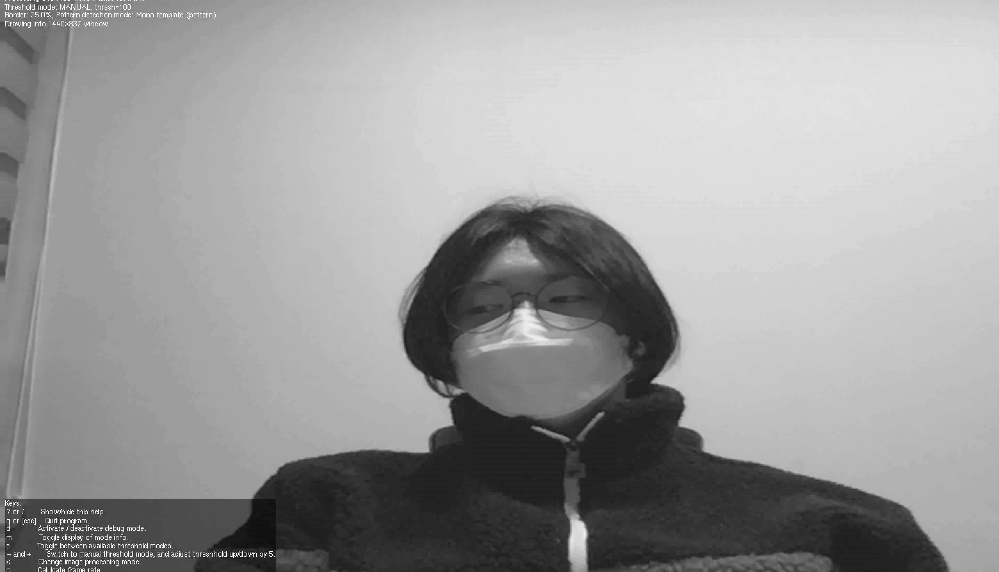 Threshold mode: MANUAL, thresh=100
Border: 25.0%, Pattern detection mode: Mono template (pattern)
Drawing into 1440x837 window
Keys:
? or / Show/hide this help.
q or [esc] Quit program.
d Activate / deactivate debug mode.
m Toggle display of mode info.
a Toggle between available threshold modes.
- and + Switch to manual threshold mode, and adjust threshhold up/down by 5.
x Change image processing mode.
c Calulcate frame rate